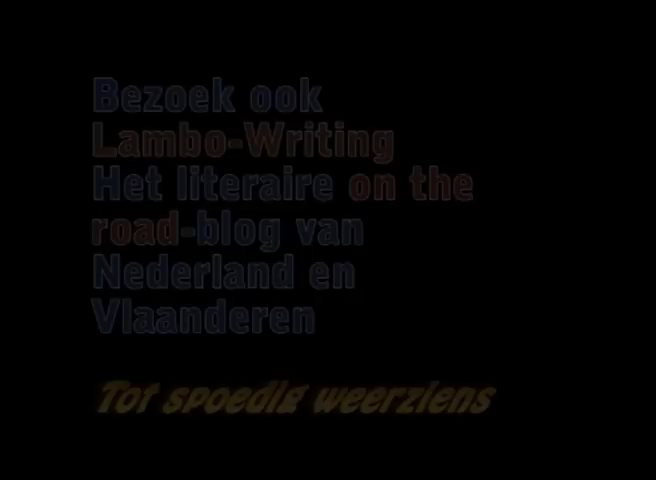 Bezoek ook
Lambo-Writing
Het literaire on the
road-blog van
Nederland en
Vlaanderen
Tot spoedig weerziens